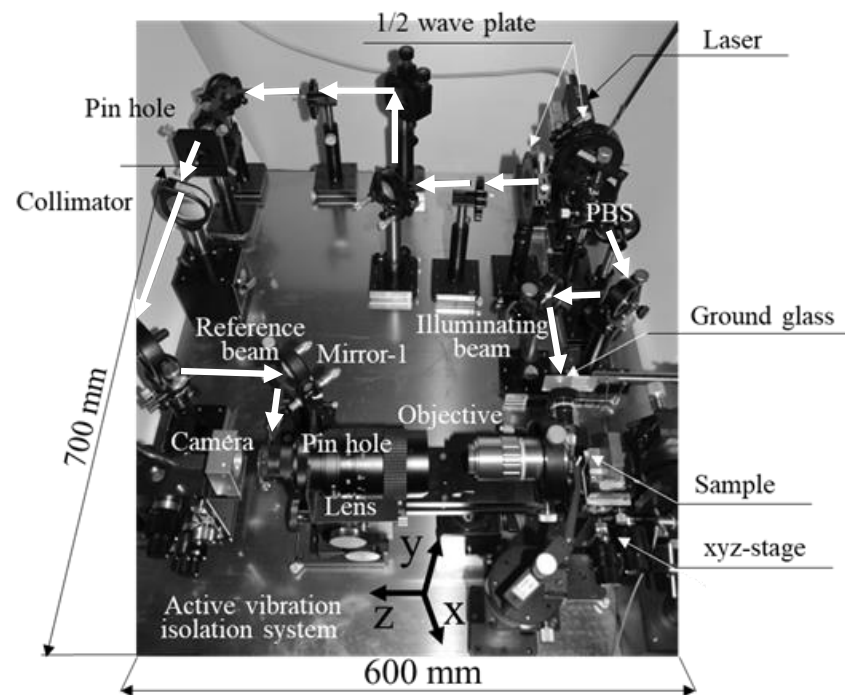 1/2 wave plate
Laser
Pin hole
Collimator
PBS
Reference
beam
Mirror-1
Illuminating
beam
Ground glass
Objective
Camera
Pin hole
Lens
Sample
xyz-stage
y
z
x
Active vibration
isolation system
700 mm
600 mm